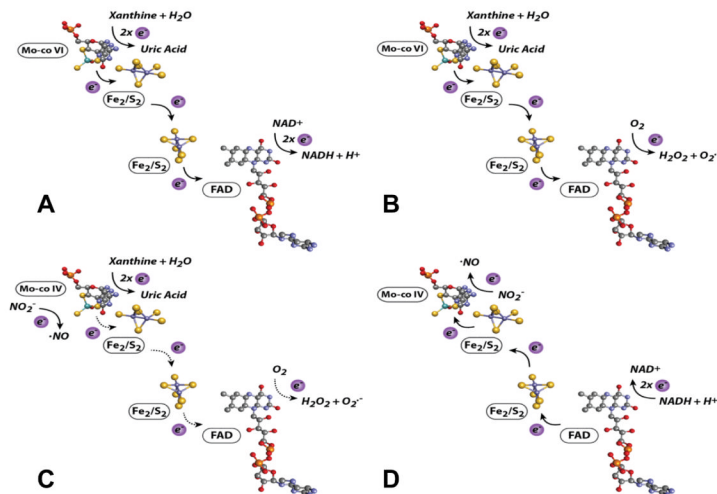 Xanthine + H2O
2x e-
Mo-co VI
Uric Acid
e-
Fe2/S2
e-
NAD+
2x e-
NADH + H+
Fe2/S2
e-
FAD
A
Xanthine + H2O
2x e-
Mo-co VI
Uric Acid
e-
Fe2/S2
e-
O2
e-
H2O2 + O2·-
Fe2/S2
e-
FAD
B
Xanthine + H2O
2x e-
Mo-co IV
Uric Acid
NO2-
e-
·NO
e-
Fe2/S2
e-
O2
e-
H2O2 + O2·-
Fe2/S2
e-
FAD
C
·NO
e-
NO2-
Mo-co IV
e-
Fe2/S2
e-
NAD+
2x e-
NADH + H+
Fe2/S2
e-
FAD
D